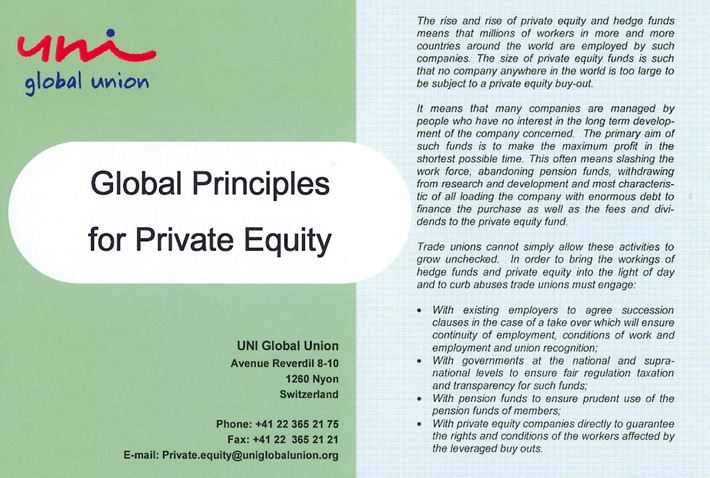 uni
global union
Global Principles
for Private Equity
UNI Global Union
Avenue Reverdil 8-10
1260 Nyon
Switzerland
Phone: +41 22 365 21 75
Fax: +41 22 365 21 21
E-mail: Private.equity@uniglobalunion.org
The rise and rise of private equity and hedge funds
means that millions of workers in more and more
countries around the world are employed by such
companies. The size of private equity funds is such
that no company anywhere in the world is too large to
be subject to a private equity buy-out.
It means that many companies are managed by
people who have no interest in the long term develop-
ment of the company concerned. The primary aim of
such funds is to make the maximum profit in the
shortest possible time. This often means slashing the
work force, abandoning pension funds, withdrawing
from research and development and most characteris-
tic of all loading the company with enormous debt to
finance the purchase as well as the fees and divi-
dends to the private equity fund.
Trade unions cannot simply allow these activities to
grow unchecked. In order to bring the workings of
hedge funds and private equity into the light of day
and to curb abuses trade unions must engage:
• With existing employers to agree succession
clauses in the case of a take over which will ensure
continuity of employment, conditions of work and
employment and union recognition;
• With governments at the national and supra-
national levels to ensure fair regulation taxation
and transparency for such funds;
• With pension funds to ensure prudent use of the
pension funds of members;
• With private equity companies directly to guarantee
the rights and conditions of the workers affected by
the leveraged buy outs.